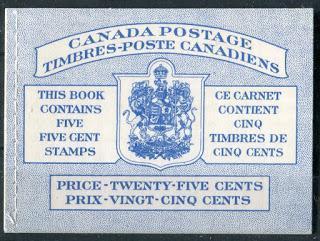 CANADA POSTAGE
TIMBRES-POSTE CANADIENS
THIS BOOK
CONTAINS
FIVE
FIVE CENT
STAMPS
CE CARNET
CONTIENT
CINQ
TIMBRES DE
CINQ CENTS
PRICE-TWENTY-FIVE CENTS
PRIX-VINGT-CINQ CENTS